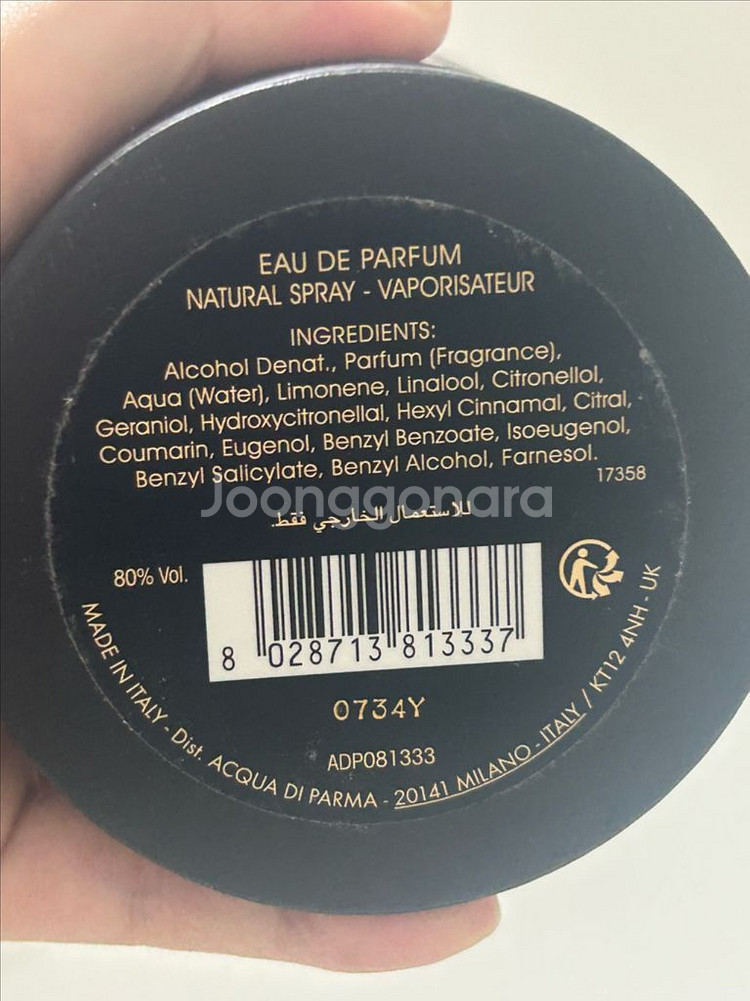 EAU DE PARFUM
NATURAL SPRAY - VAPORISATEUR
INGREDIENTS:
Alcohol Denat., Parfum (Fragrance),
Aqua (Water), Limonene, Linalool, Citronellol,
Geraniol, Hydroxycitronellal, Hexyl Cinnamal, Citral,
Coumarin, Eugenol, Benzyl Benzoate, Isoeugenol,
Benzyl Salicylate, Benzyl Alcohol, Farnesol.
17358
Joonggonara
للاستعمال الخارجي فقط.
80% Vol.
8 028713 813337
0734Y
ADP081333
MADE IN ITALY - Dist. ACQUA DI PARMA - 20141 MILANO - ITALY / KT12 4NH - UK